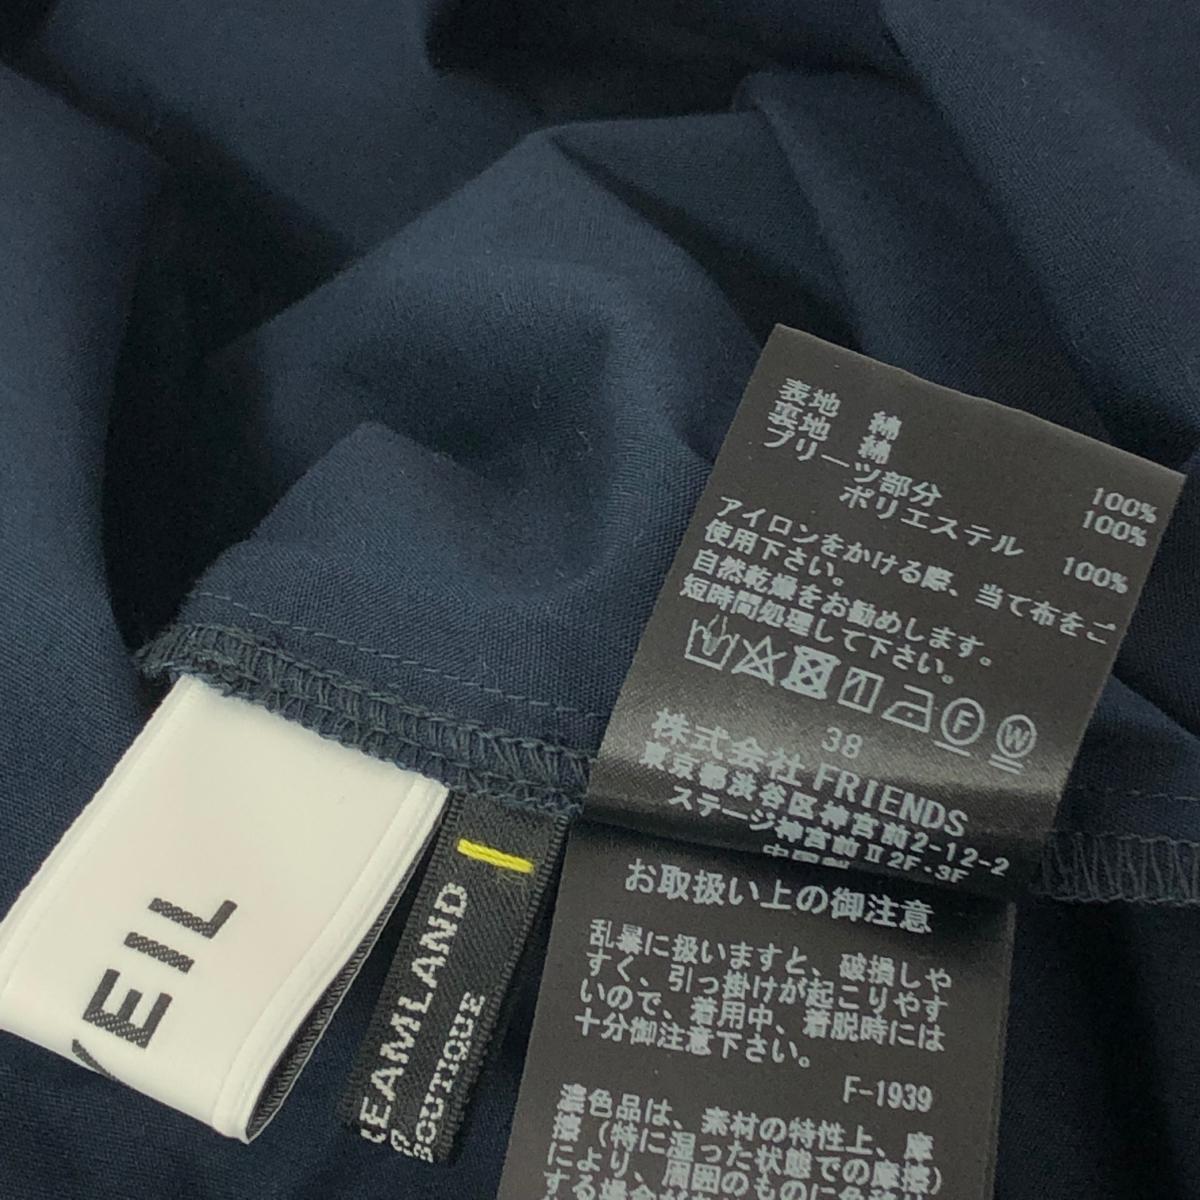 表地 綿 100%
裏地 綿 100%
プリーツ部分
ポリエステル 100%
アイロンをかける際、当て布をご
使用下さい。
自然乾燥をお勧めします。
短時間処理して下さい。
F W
38
株式会社 FRIENDS
東京都渋谷区神宮前2-12-2
ステージ神宮前Ⅱ2F.3F
お取扱い上の御注意
乱暴に扱いますと、破損しや
すく、引っ掛けが起こりやす
いので、着用中、着脱時には
十分御注意下さい。
F-1939
濃色品は、素材の特性上、摩
擦(特に湿った状態での摩擦)
により、周囲のものに
する場合が
EIL
EAMLAND
BOUTIQUE